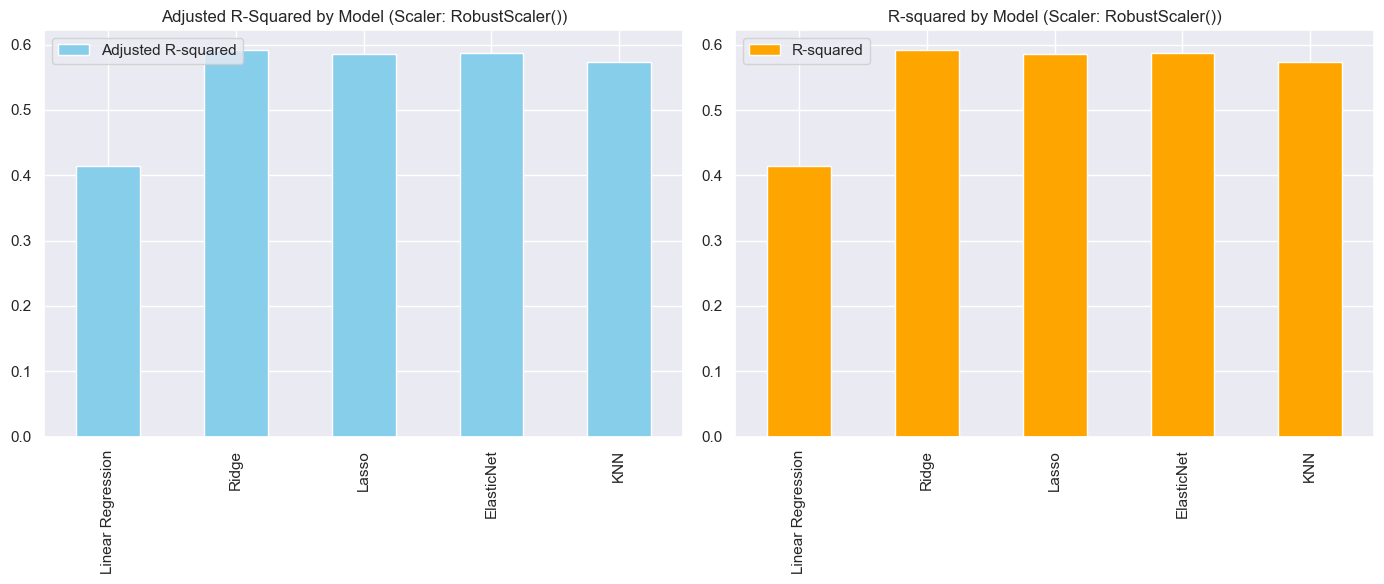 Adjusted R-Squared by Model (Scaler: RobustScaler())
Adjusted R-squared
0.6
0.5
0.4
0.3
0.2
0.1
0.0
Linear Regression
Ridge
Lasso
ElasticNet
KNN
R-squared by Model (Scaler: RobustScaler())
R-squared
0.6
0.5
0.4
0.3
0.2
0.1
0.0
Linear Regression
Ridge
Lasso
ElasticNet
KNN